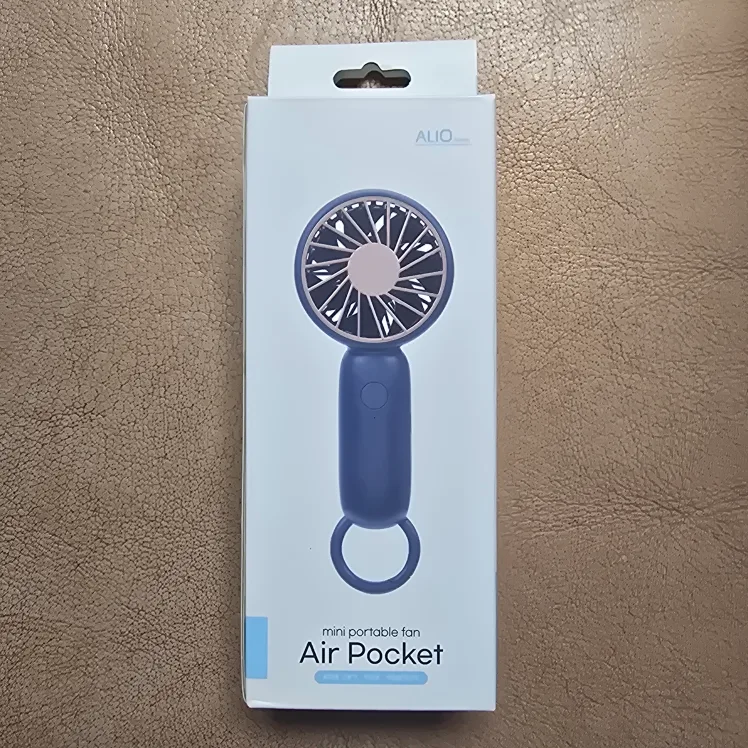 ALIO
mini portable fan
Air Pocket